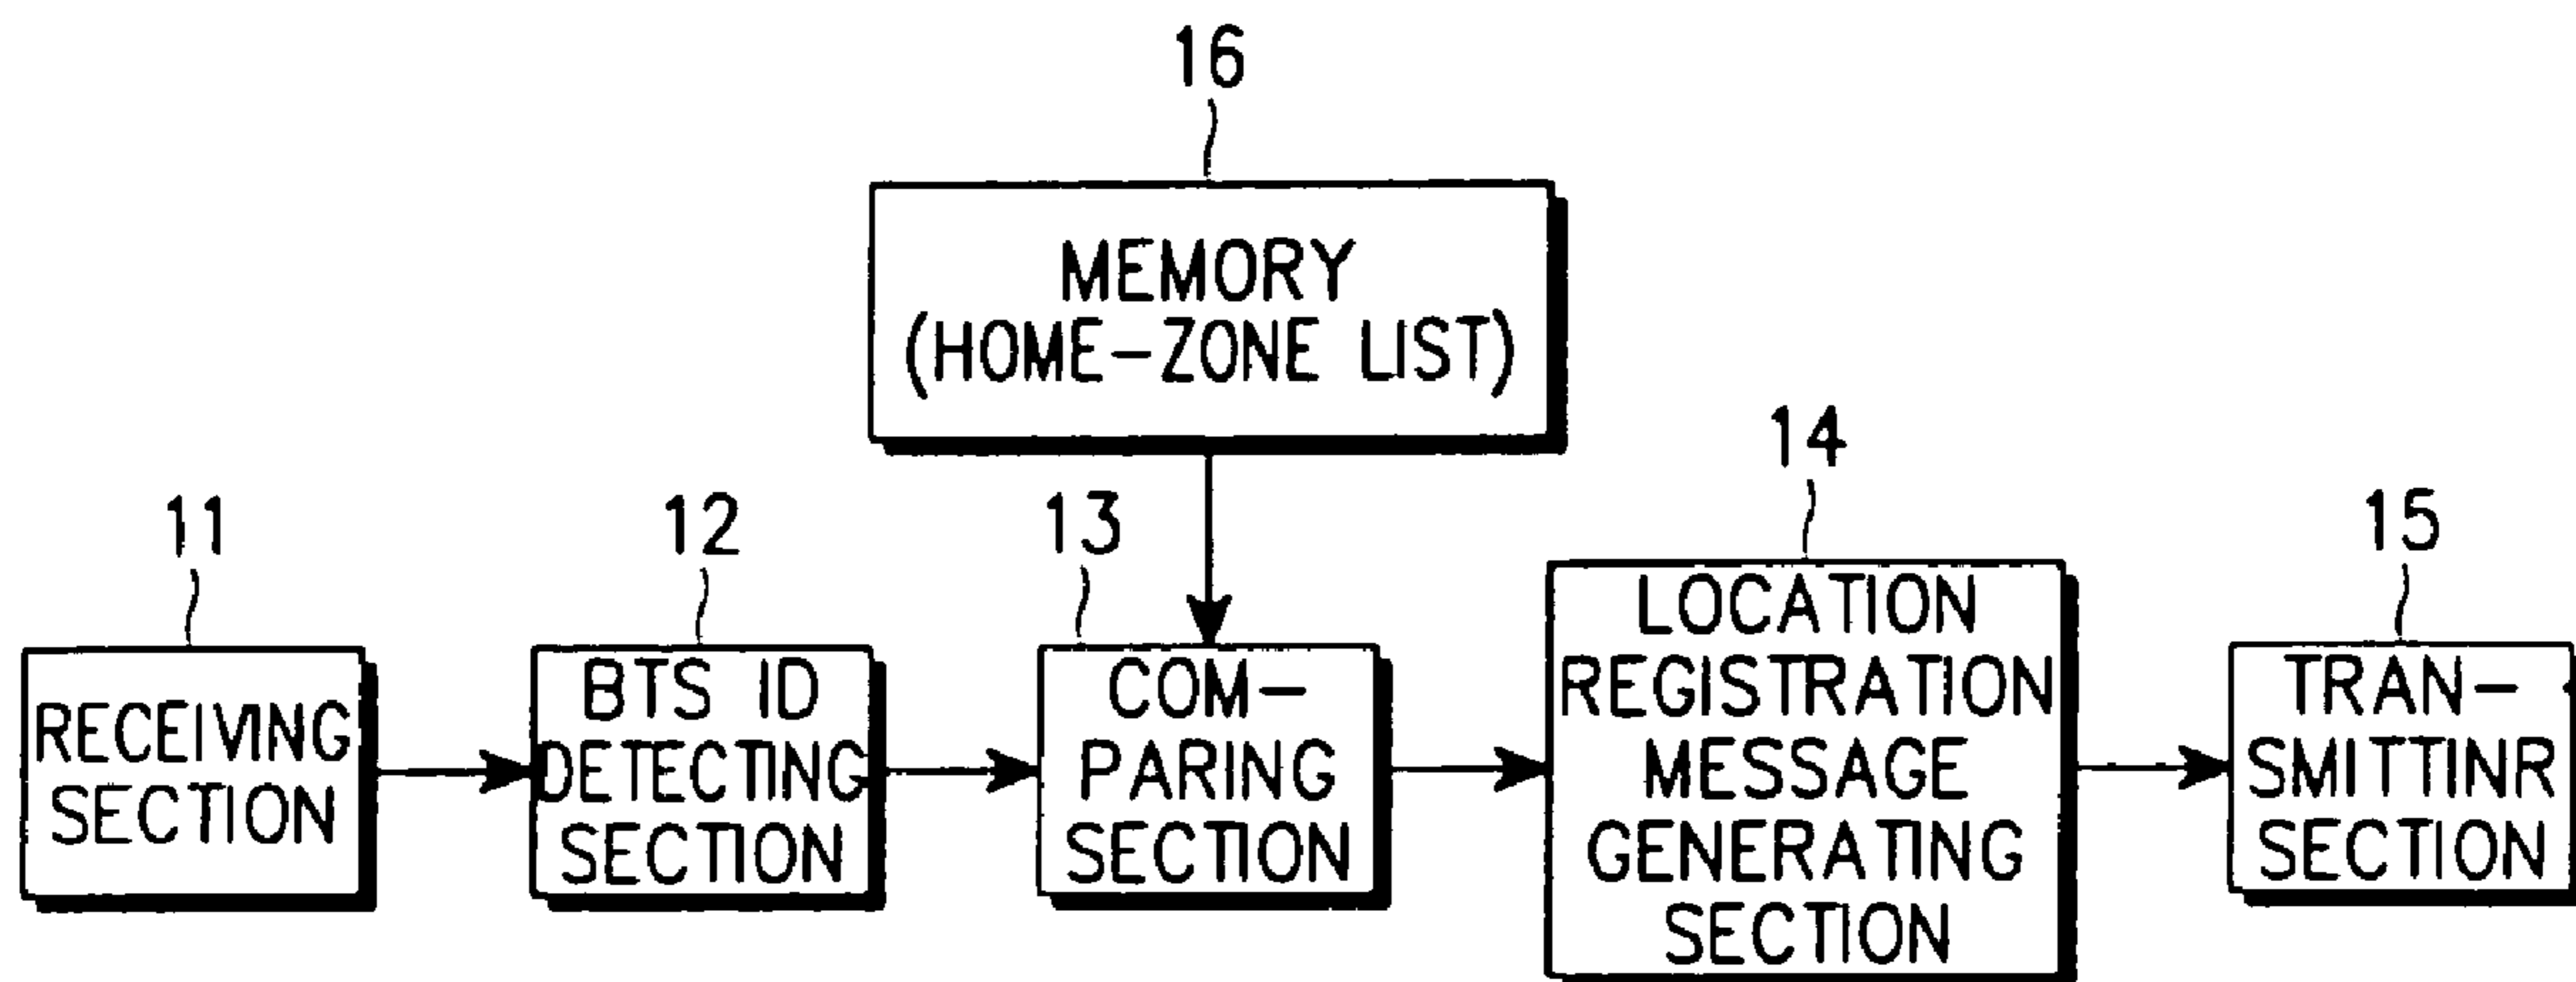 16
MEMORY
(HOME-ZONE LIST)
11
RECEIVING
SECTION
12
BTS ID
DETECTING
SECTION
13
COM-
PARING
SECTION
14
LOCATION
REGISTRATION
MESSAGE
GENERATING
SECTION
15
TRAN-
SMITTINR
SECTION